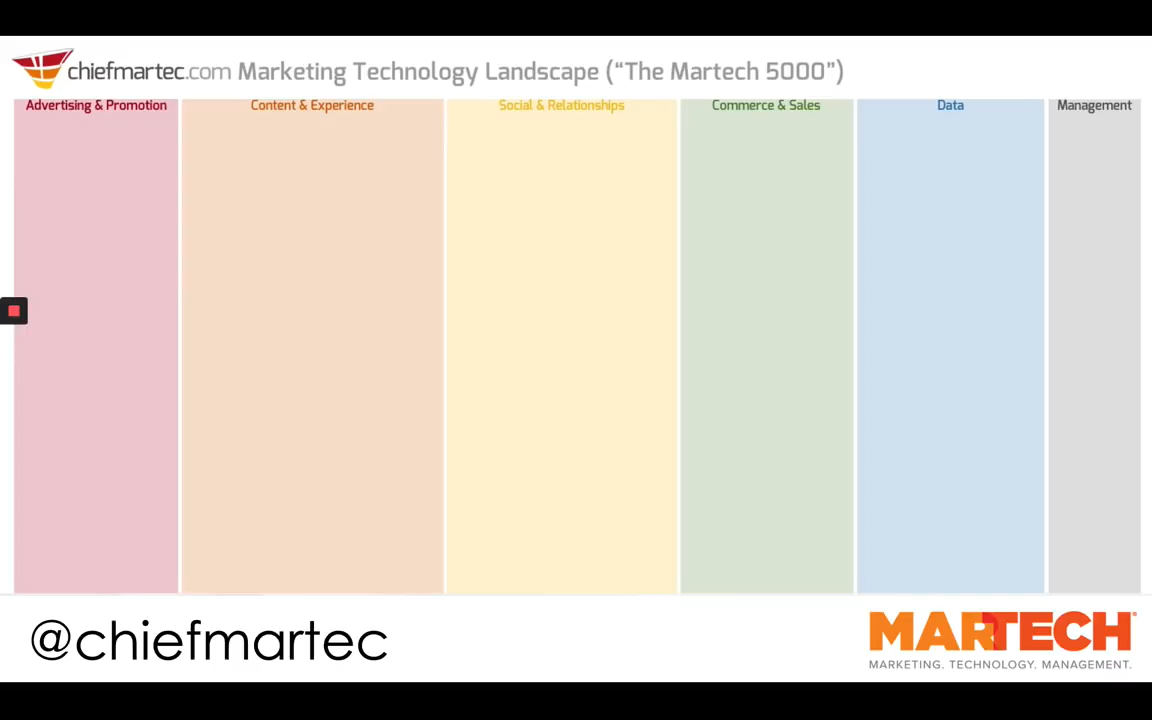 chiefmartec.com Marketing Technology Landscape (“The Martech 5000”)
Advertising & Promotion
Content & Experience
Social & Relationships
Commerce & Sales
Data
Management
@chiefmartec
MARTECH®
MARKETING. TECHNOLOGY. MANAGEMENT.